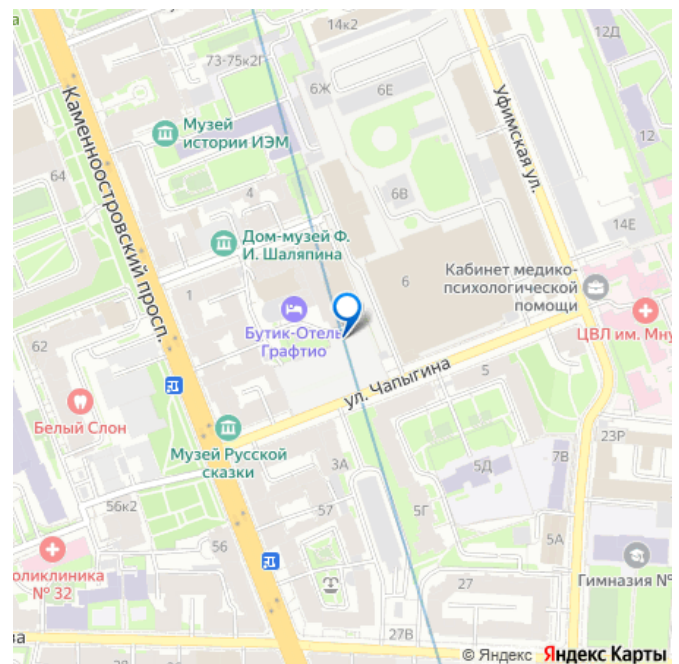 14к2
73-75к2Г
6Ж
6Е
12Д
Каменноостровский просп.
Музей
истории ИЭМ
Уфимская ул.
12
64
4
6В
14Е
Дом-музей Ф.
И. Шаляпина
6
Кабинет медико-
психологической
помощи
1
Бутик-Отель
Графтио
ЦВЛ им. Мну
62
ул. Чапыгина
5
Белый Слон
Музей Русской
сказки
23Р
3А
5Д
7В
56к2
57
5Г
5А
56
оликлиника
№ 32
27
Гимназия №
27В
ва
© Яндекс Яндекс Карты